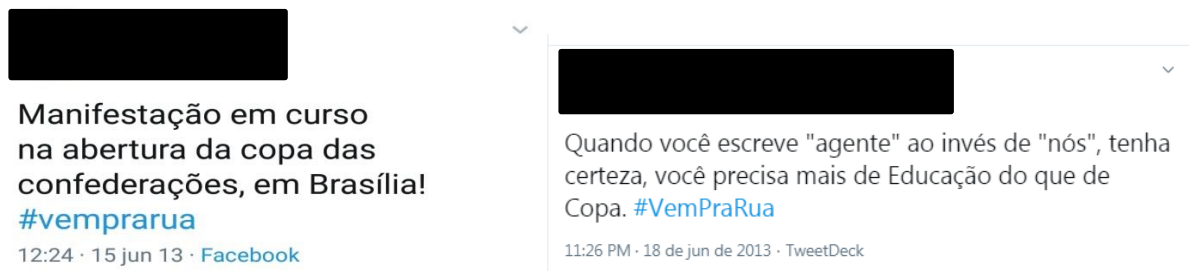 Manifestação em curso
na abertura da copa das
confederações, em Brasília!
#vemprarua
12:24 · 15 jun 13 · Facebook
Quando você escreve "agente" ao invés de "nós", tenha
certeza, você precisa mais de Educação do que de
Copa. #VemPraRua
11:26 PM · 18 de jun de 2013 · TweetDeck